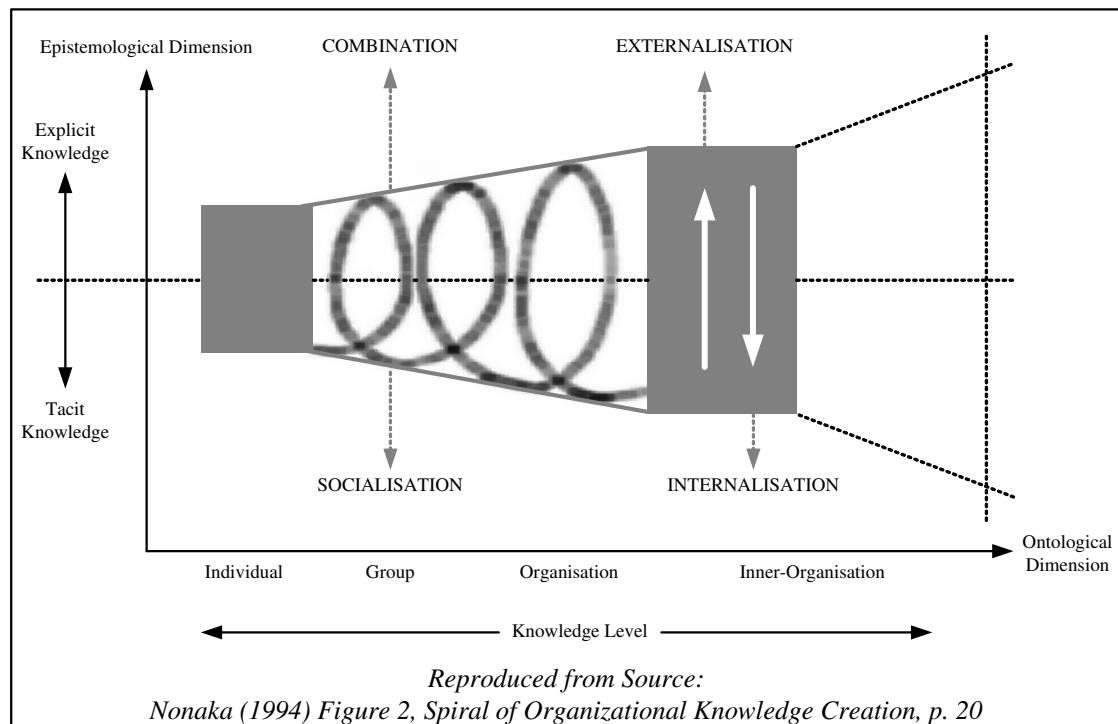 Epistemological Dimension
COMBINATION
EXTERNALISATION
Explicit
Knowledge
Tacit
Knowledge
SOCIALISATION
INTERNALISATION
Ontological
Dimension
Individual
Group
Organisation
Inner-Organisation
Knowledge Level
Reproduced from Source:
Nonaka (1994) Figure 2, Spiral of Organizational Knowledge Creation, p. 20